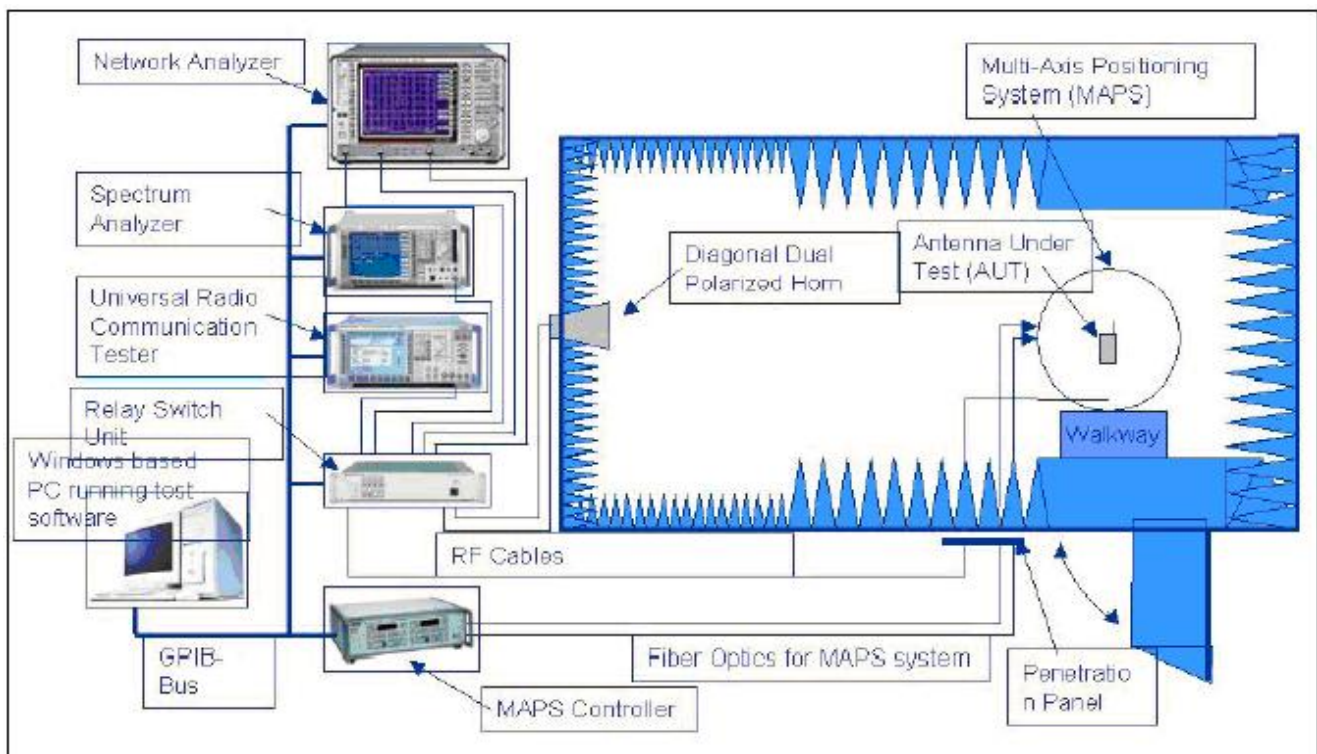 Network Analyzer
Multi-Axis Positioning
System (MAPS)
Spectrum
Analyzer
Diagonal Dual
Polarized Horn
Antenna Under
Test (AUT)
Universal Radio
Communication
Tester
Relay Switch
Unit
Walkway
Windows based
PC running test
software
RF Cables
GPIB-
Bus
Fiber Optics for MAPS system
Penetratio
n Panel
MAPS Controller